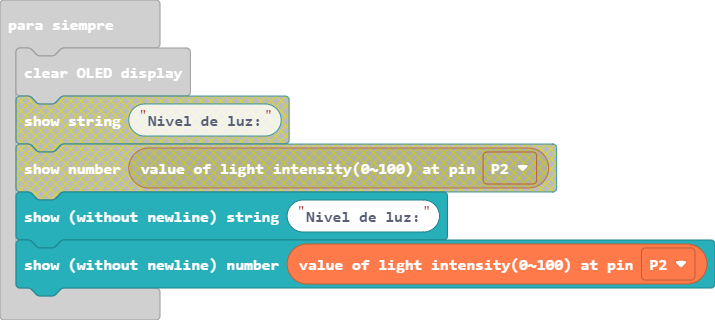 para siempre
clear OLED display
show string "Nivel de luz:"
show number value of light intensity(0~100) at pin P2
show (without newline) string "Nivel de luz:"
show (without newline) number value of light intensity(0~100) at pin P2